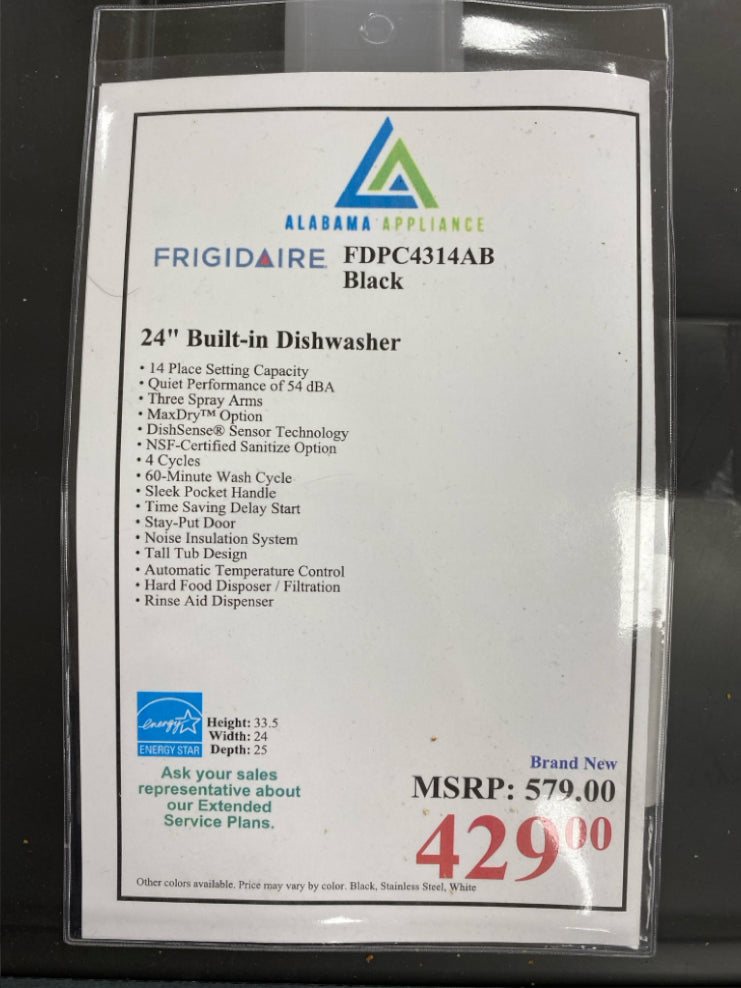 ALABAMA APPLIANCE
FRIGIDAIRE FDPC4314AB
Black
24" Built-in Dishwasher
• 14 Place Setting Capacity
• Quiet Performance of 54 dBA
• Three Spray Arms
• MaxDry™ Option
• DishSense® Sensor Technology
• NSF-Certified Sanitize Option
• 4 Cycles
• 60-Minute Wash Cycle
• Sleek Pocket Handle
• Time Saving Delay Start
• Stay-Put Door
• Noise Insulation System
• Tall Tub Design
• Automatic Temperature Control
• Hard Food Disposer / Filtration
• Rinse Aid Dispenser
energy
ENERGY STAR
Height: 33.5
Width: 24
Depth: 25
Ask your sales
representative about
our Extended
Service Plans.
Brand New
MSRP: 579.00
42900
Other colors available. Price may vary by color. Black, Stainless Steel, White